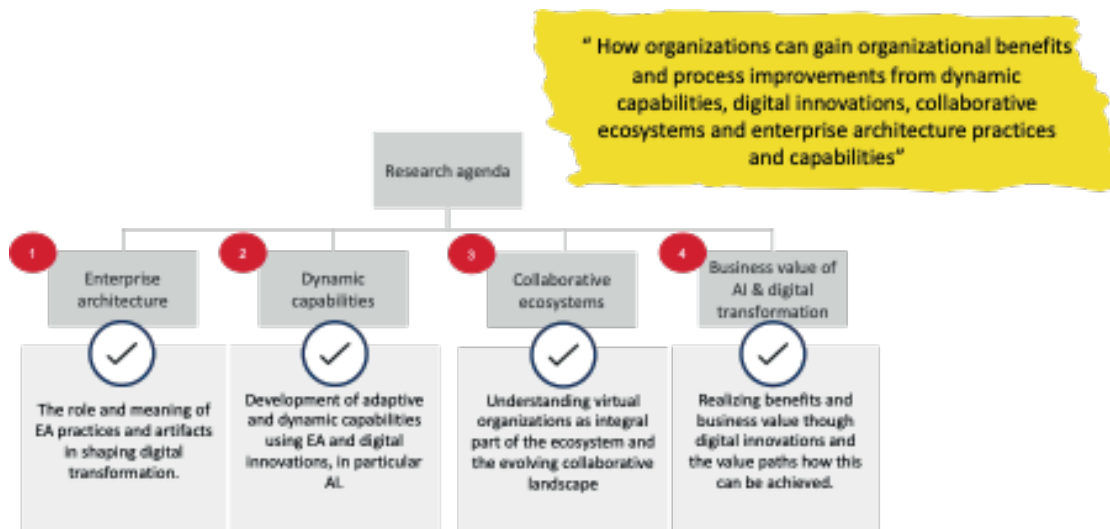 “ How organizations can gain organizational benefits
and process improvements from dynamic
capabilities, digital innovations, collaborative
ecosystems and enterprise architecture practices
and capabilities”
Research agenda
1
Enterprise
architecture
The role and meaning of
EA practices and artifacts
in shaping digital
transformation.
2
Dynamic
capabilities
Development of adaptive
and dynamic capabilities
using EA and digital
innovations, in particular
AI.
3
Collaborative
ecosystems
Understanding virtual
organizations as integral
part of the ecosystem and
the evolving collaborative
landscape
4
Business value of
AI & digital
transformation
Realizing benefits and
business value though
digital innovations and
the value paths how this
can be achieved.